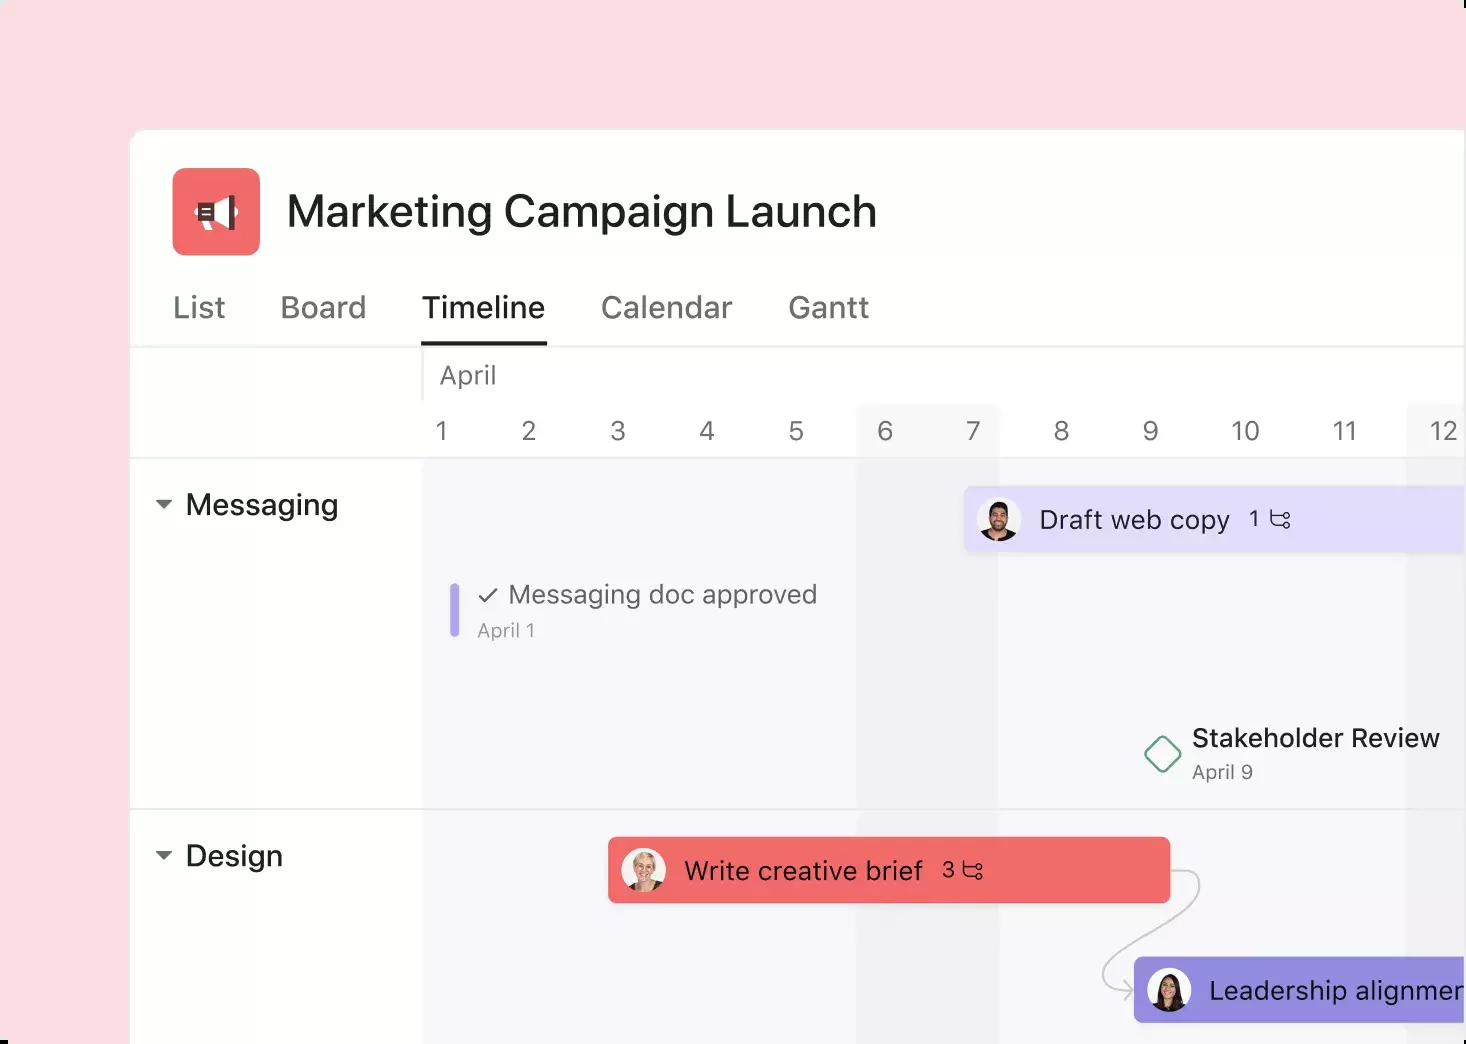 Marketing Campaign Launch
List Board Timeline Calendar Gantt
April
1 2 3 4 5 6 7 8 9 10 11 12
Messaging
Draft web copy 1
Messaging doc approved
April 1
Stakeholder Review
April 9
Design
Write creative brief 3
Leadership alignmen